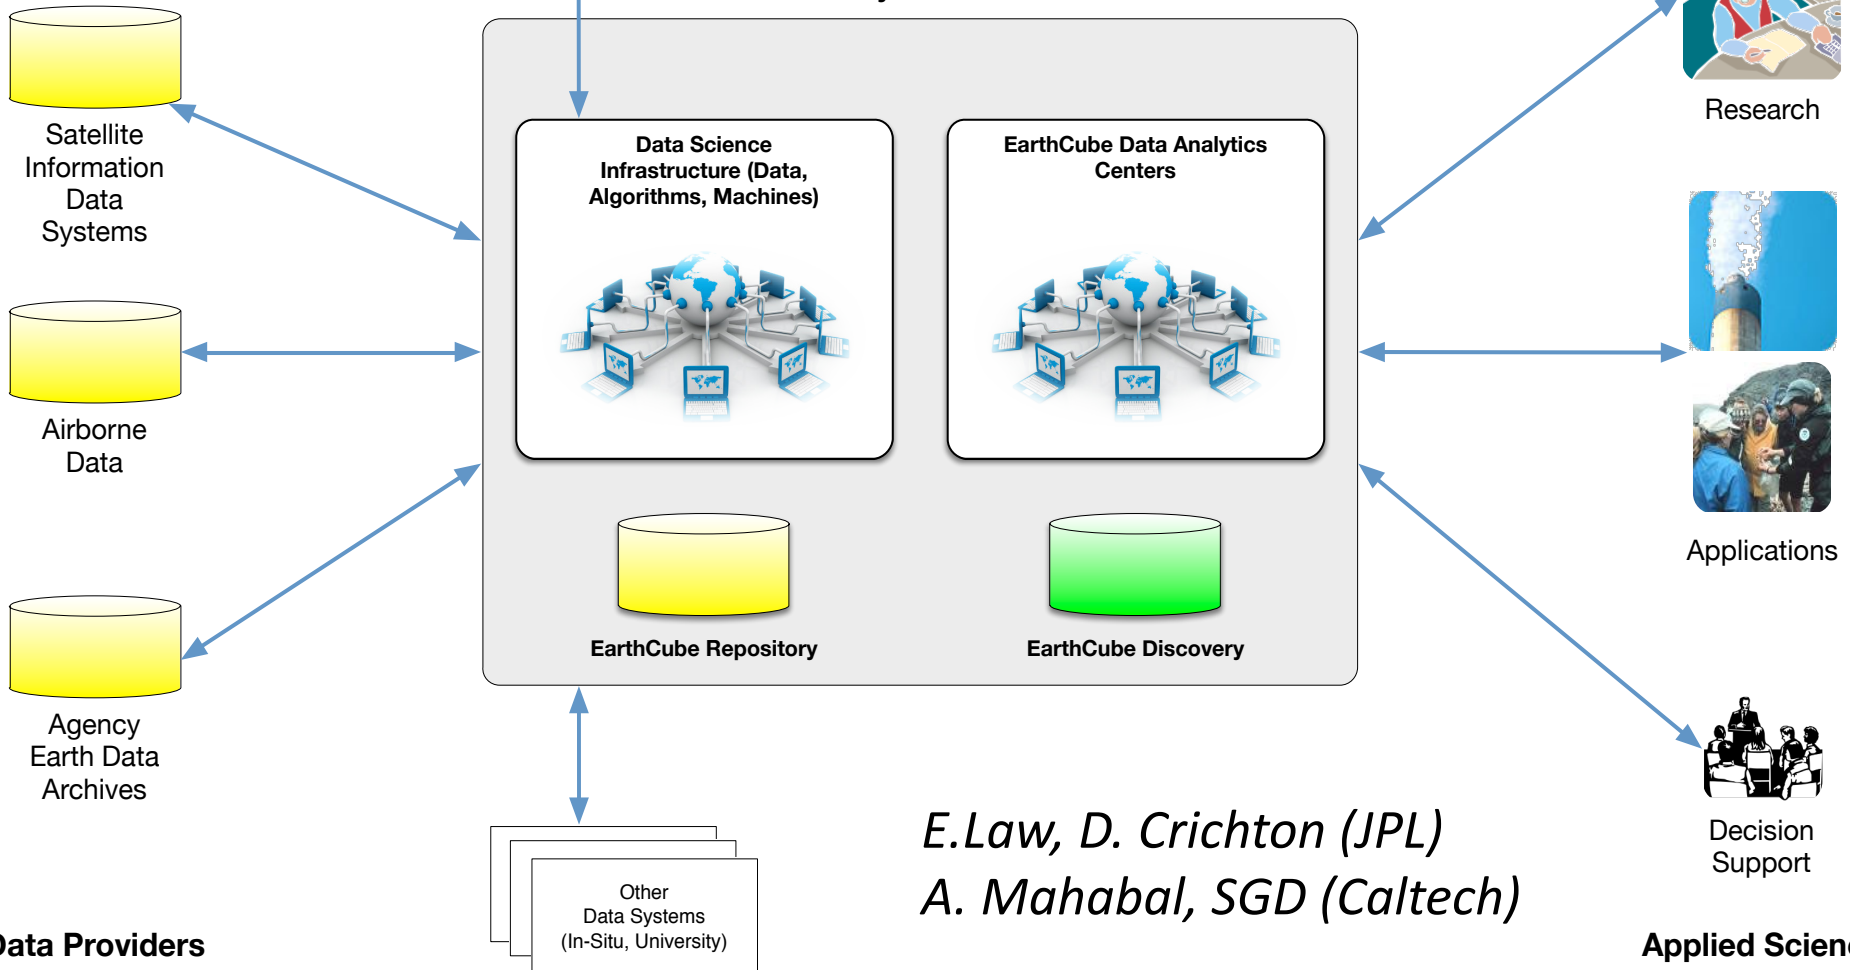 Satellite
Information
Data
Systems
Airborne
Data
Agency
Earth Data
Archives
Data Providers
Data Science
Infrastructure (Data,
Algorithms, Machines)
EarthCube Data Analytics
Centers
EarthCube Repository
EarthCube Discovery
Other
Data Systems
(In-Situ, University)
E.Law, D. Crichton (JPL)
A. Mahabal, SGD (Caltech)
Research
Applications
Decision
Support
Applied